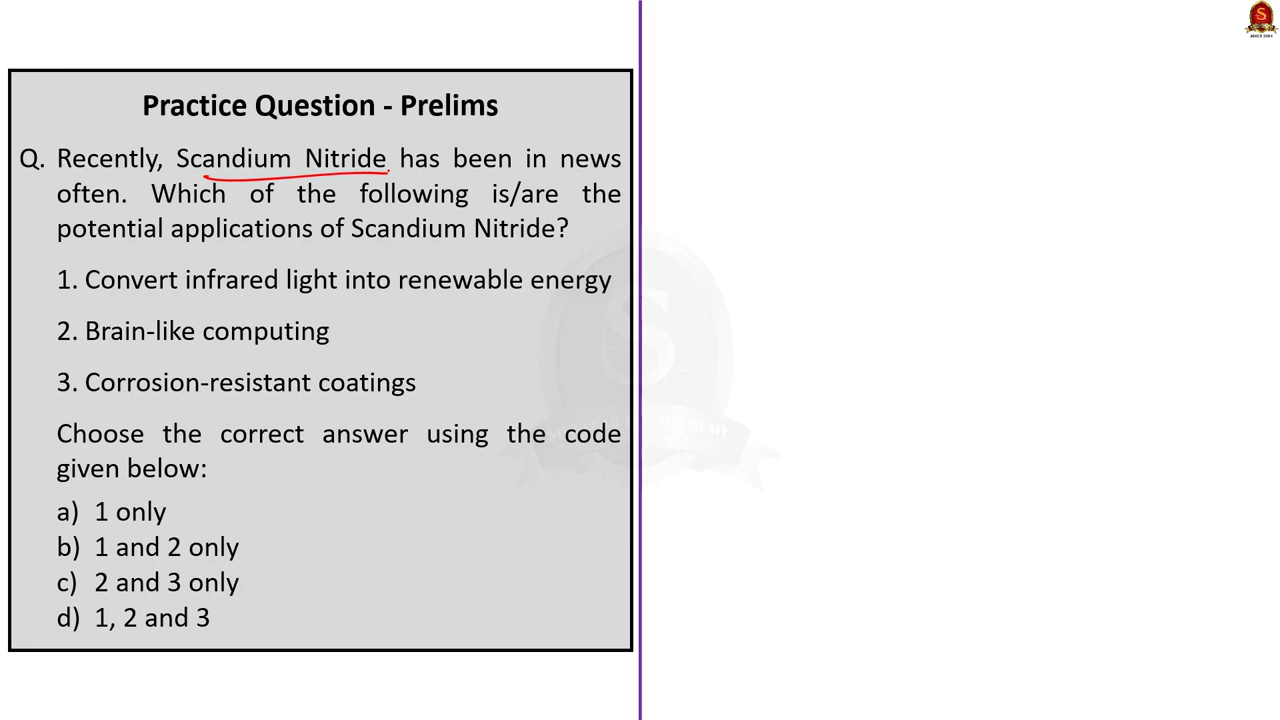 Practice Question - Prelims
Q. Recently, Scandium Nitride has been in news
often. Which of the following is/are the
potential applications of Scandium Nitride?
1. Convert infrared light into renewable energy
2. Brain-like computing
3. Corrosion-resistant coatings
Choose the correct answer using the code
given below:
a) 1 only
b) 1 and 2 only
c) 2 and 3 only
d) 1, 2 and 3
S
SINCE 2004